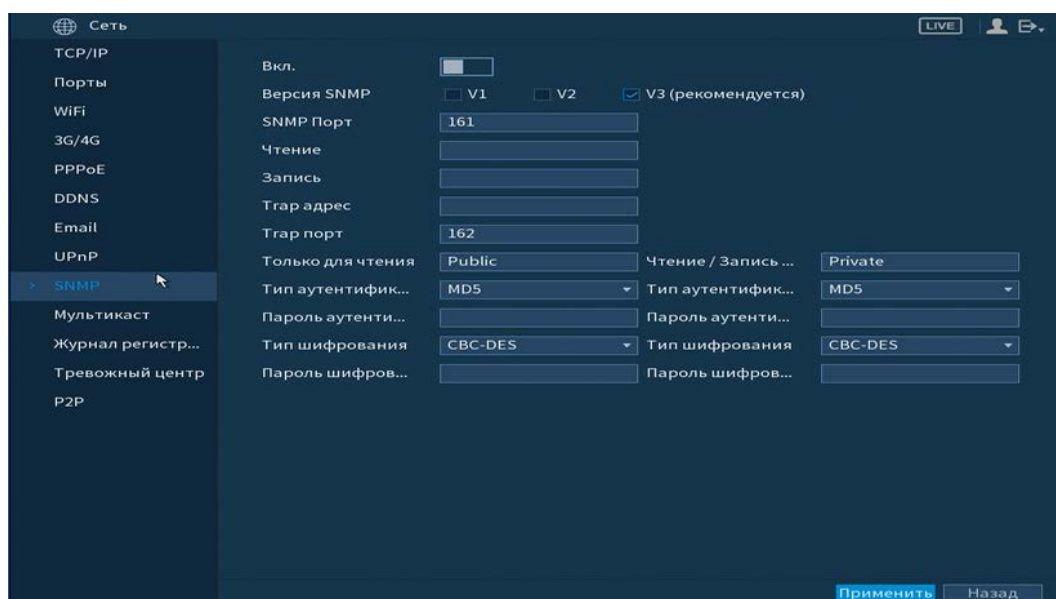 Сеть
LIVE
TCP/IP
Порты
WiFi
3G/4G
PPPoE
DDNS
Email
UPnP
SNMP
Мультикаст
Журнал регистр...
Тревожный центр
P2P
Вкл.
Версия SNMP V1 V2 V3 (рекомендуется)
SNMP Порт 161
Чтение
Запись
Trap адрес
Trap порт 162
Только для чтения Public Чтение / Запись ... Private
Тип аутентифик... MD5 Тип аутентифик... MD5
Пароль аутенти... Пароль аутенти...
Тип шифрования CBC-DES Тип шифрования CBC-DES
Пароль шифров... Пароль шифров...
Применить Назад